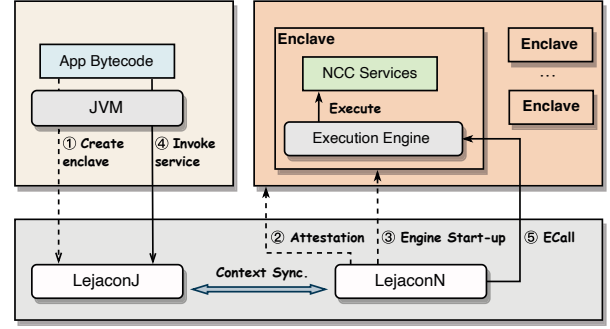 App Bytecode
JVM
① Create
enclave
④ Invoke
service
Enclave
NCC Services
Execute
Execution Engine
Enclave
...
Enclave
② Attestation
③ Engine Start-up
⑤ ECall
LejaconJ
Context Sync.
LejaconN